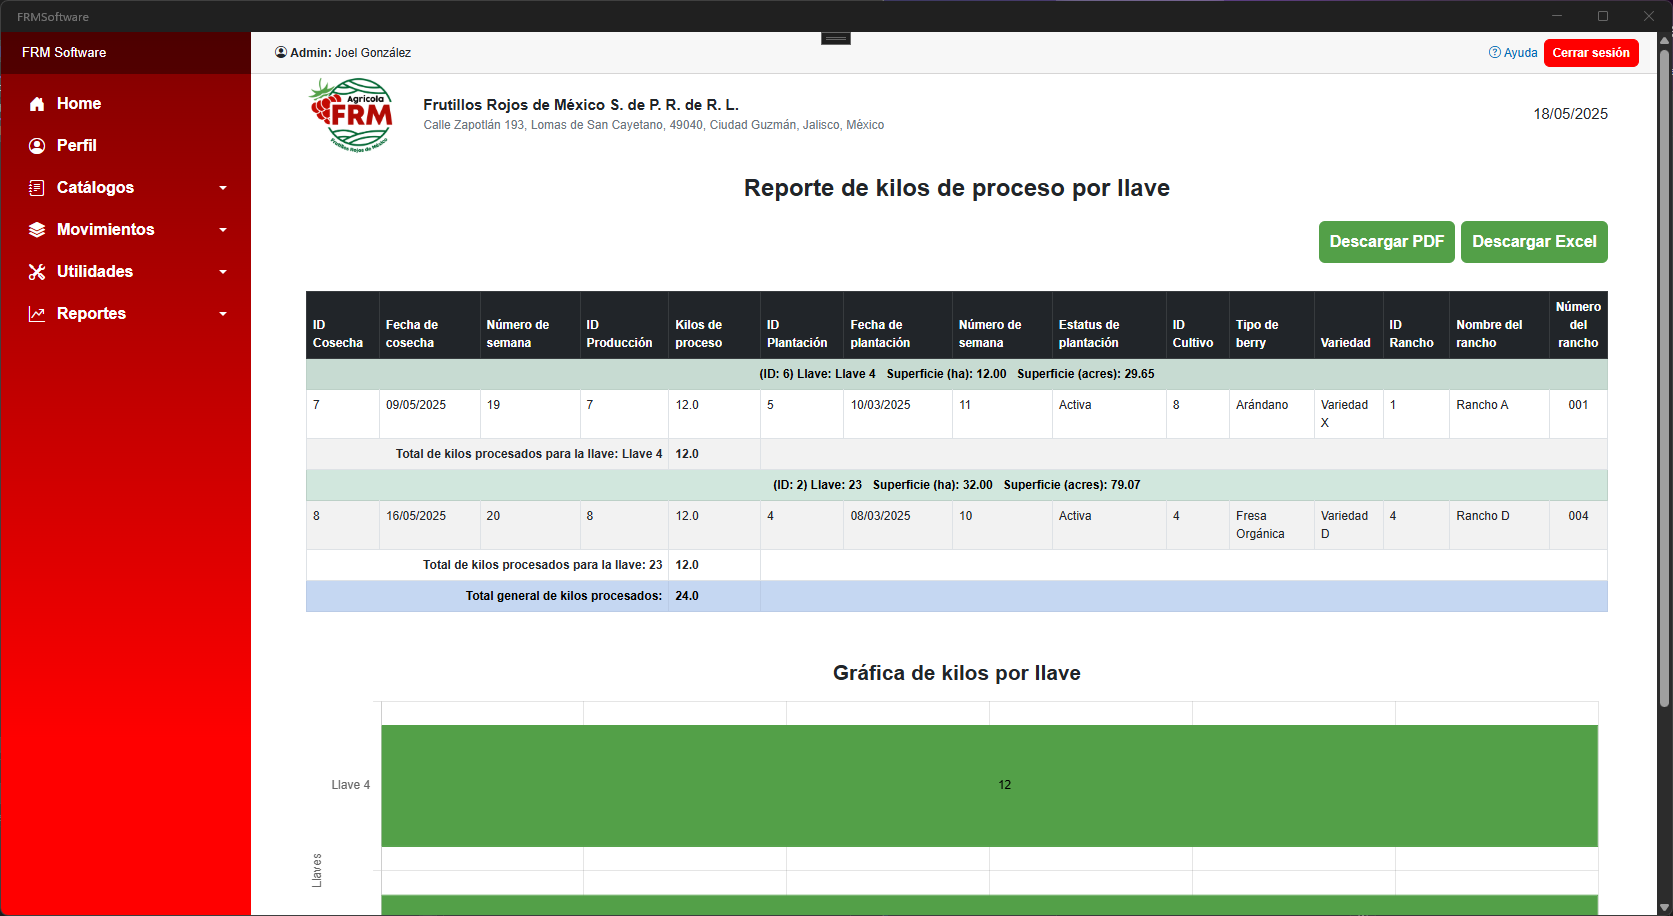 FRMSoftware
FRM Software
Admin: Joel González
Ayuda
Cerrar sesión
Home
Perfil
Catálogos
Movimientos
Utilidades
Reportes
Agrícola
FRM
Frutillos Rojos de México
Frutillos Rojos de México S. de P. R. de R. L.
Calle Zapotlán 193, Lomas de San Cayetano, 49040, Ciudad Guzmán, Jalisco, México
18/05/2025
Reporte de kilos de proceso por llave
Descargar PDF Descargar Excel
ID Cosecha Fecha de cosecha Número de semana ID Producción Kilos de proceso ID Plantación Fecha de plantación Número de semana Estatus de plantación ID Cultivo Tipo de berry Variedad ID Rancho Nombre del rancho Número del rancho
(ID: 6) Llave: Llave 4 Superficie (ha): 12.00 Superficie (acres): 29.65
7 09/05/2025 19 7 12.0 5 10/03/2025 11 Activa 8 Arándano Variedad X 1 Rancho A 001
Total de kilos procesados para la llave: Llave 4 12.0
(ID: 2) Llave: 23 Superficie (ha): 32.00 Superficie (acres): 79.07
8 16/05/2025 20 8 12.0 4 08/03/2025 10 Activa 4 Fresa Orgánica Variedad D 4 Rancho D 004
Total de kilos procesados para la llave: 23 12.0
Total general de kilos procesados: 24.0
Gráfica de kilos por llave
Llave 4
12
Llaves